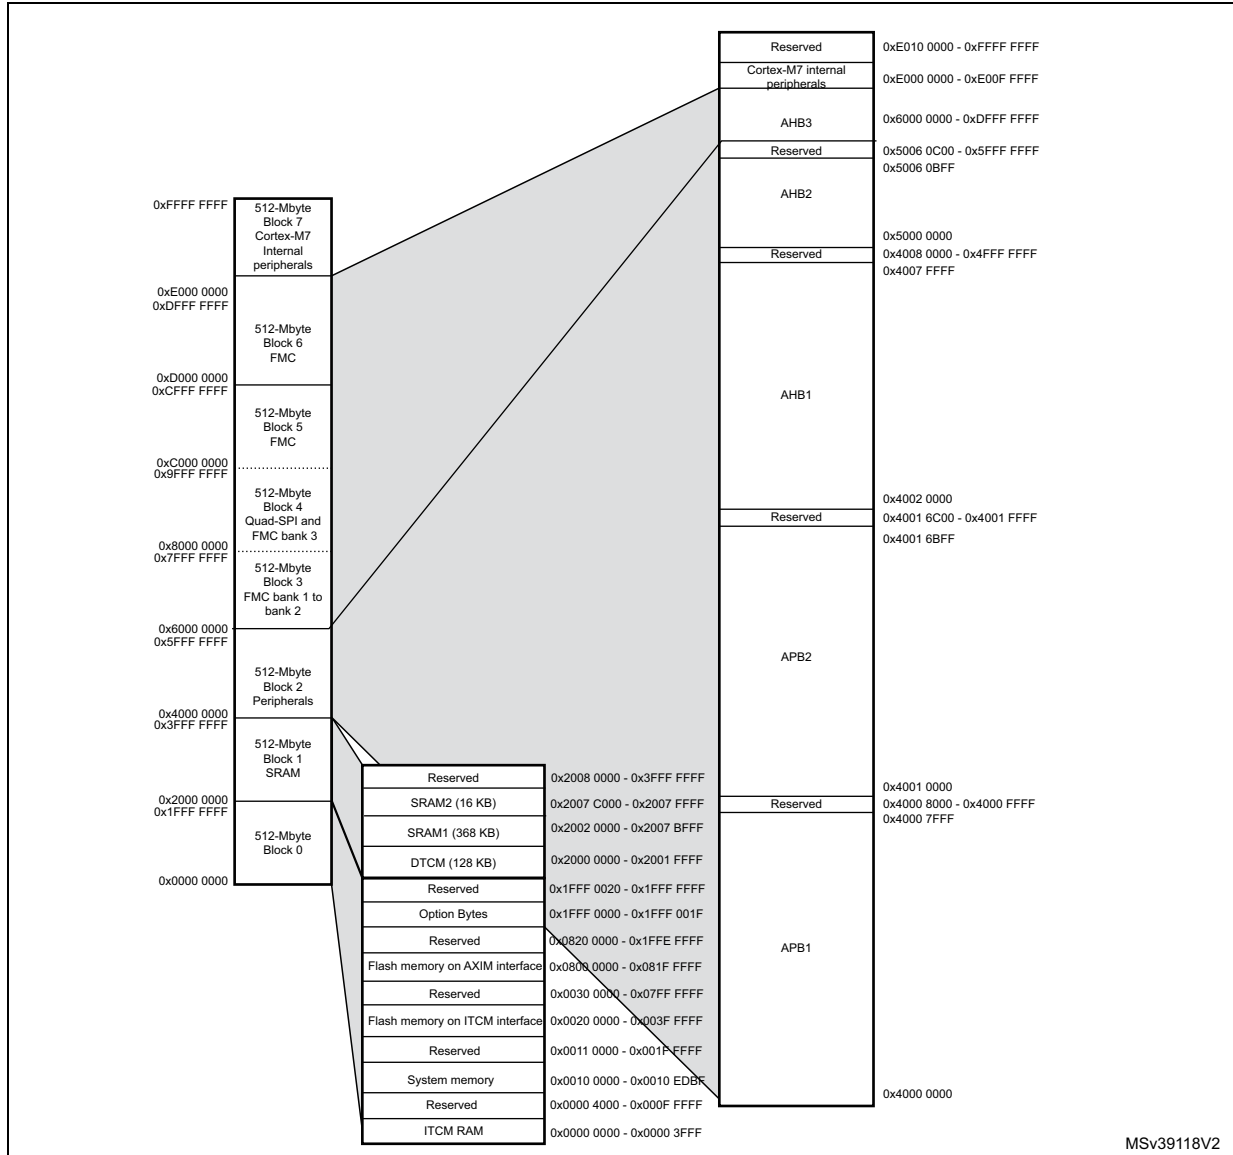 0xFFFF FFFF
512-Mbyte
Block 7
Cortex-M7
Internal
peripherals
0xE000 0000
0xDFFF FFFF
512-Mbyte
Block 6
FMC
0xD000 0000
0xCFFF FFFF
512-Mbyte
Block 5
FMC
0xC000 0000
0x9FFF FFFF
512-Mbyte
Block 4
Quad-SPI and
FMC bank 3
0x8000 0000
0x7FFF FFFF
512-Mbyte
Block 3
FMC bank 1 to
bank 2
0x6000 0000
0x5FFF FFFF
512-Mbyte
Block 2
Peripherals
0x4000 0000
0x3FFF FFFF
512-Mbyte
Block 1
SRAM
0x2000 0000
0x1FFF FFFF
512-Mbyte
Block 0
0x0000 0000
Reserved 0x2008 0000 - 0x3FFF FFFF
SRAM2 (16 KB) 0x2007 C000 - 0x2007 FFFF
SRAM1 (368 KB) 0x2002 0000 - 0x2007 BFFF
DTCM (128 KB) 0x2000 0000 - 0x2001 FFFF
Reserved 0x1FFF 0020 - 0x1FFF FFFF
Option Bytes 0x1FFF 0000 - 0x1FFF 001F
Reserved 0x0820 0000 - 0x1FFE FFFF
Flash memory on AXIM interface 0x0800 0000 - 0x081F FFFF
Reserved 0x0030 0000 - 0x07FF FFFF
Flash memory on ITCM interface 0x0020 0000 - 0x003F FFFF
Reserved 0x0011 0000 - 0x001F FFFF
System memory 0x0010 0000 - 0x0010 EDBF
Reserved 0x0000 4000 - 0x000F FFFF
ITCM RAM 0x0000 0000 - 0x0000 3FFF
Reserved 0xE010 0000 - 0xFFFF FFFF
Cortex-M7 internal
peripherals 0xE000 0000 - 0xE00F FFFF
AHB3 0x6000 0000 - 0xDFFF FFFF
Reserved 0x5006 0C00 - 0x5FFF FFFF
0x5006 0BFF
AHB2
0x5000 0000
Reserved 0x4008 0000 - 0x4FFF FFFF
0x4007 FFFF
AHB1
0x4002 0000
Reserved 0x4001 6C00 - 0x4001 FFFF
0x4001 6BFF
APB2
0x4001 0000
Reserved 0x4000 8000 - 0x4000 FFFF
0x4000 7FFF
APB1
0x4000 0000
MSv39118V2